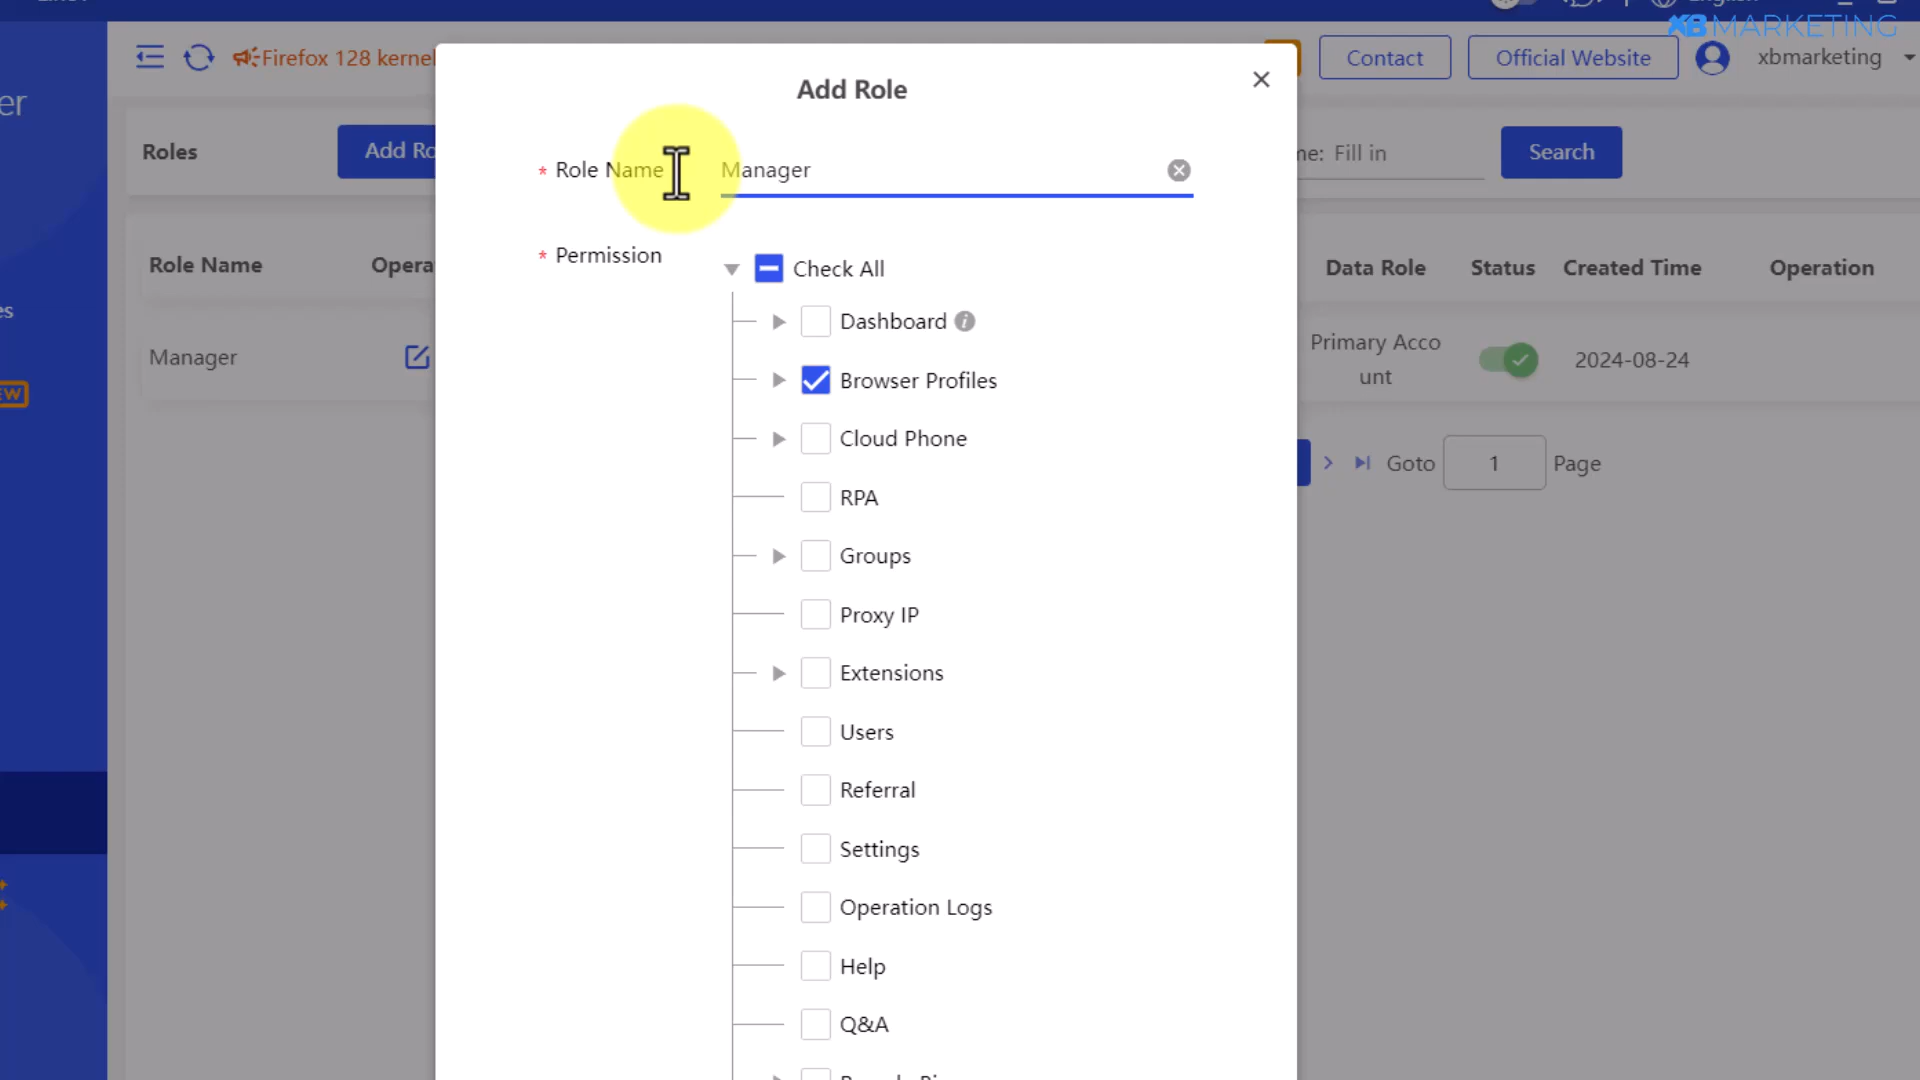 XB MARKETING
er
Firefox 128 kernel
Contact
Official Website
xbmarketing
Add Role
Roles
Add Ro
me: Fill in
Search
* Role Name
Manager
* Permission
Check All
Role Name
Opera
Data Role
Status
Created Time
Operation
es
Dashboard
Manager
Primary Acco
unt
2024-08-24
Browser Profiles
EW
Cloud Phone
Goto
1
Page
RPA
Groups
Proxy IP
Extensions
Users
Referral
Settings
Operation Logs
Help
Q&A